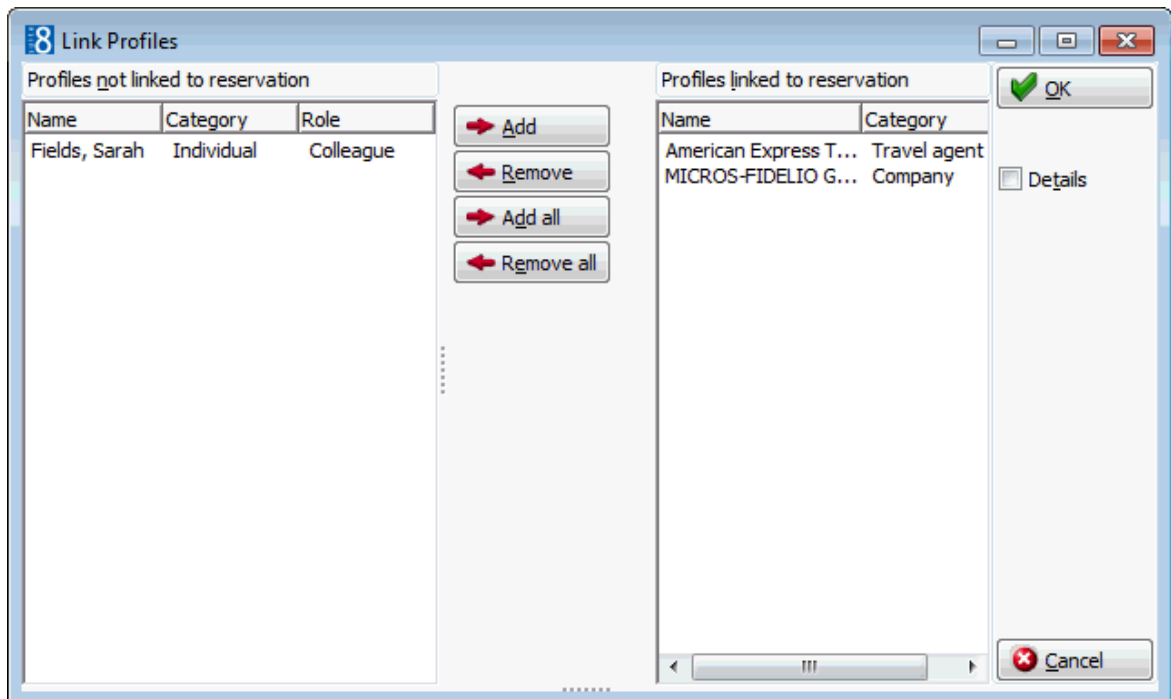 8 Link Profiles
Profiles not linked to reservation
Name Category Role
Fields, Sarah Individual Colleague
Add
Remove
Add all
Remove all
Profiles linked to reservation
Name Category
American Express T... Travel agent
MICROS-FIDELIO G... Company
OK
Details
Cancel